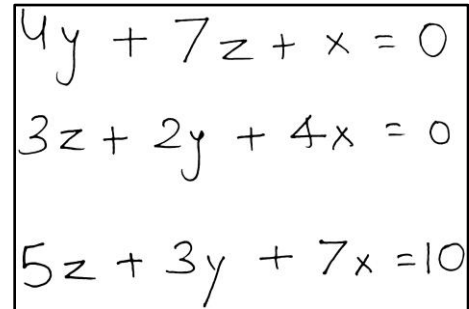 4y + 7z + x = 0
3z + 2y + 4x = 0
5z + 3y + 7x = 10